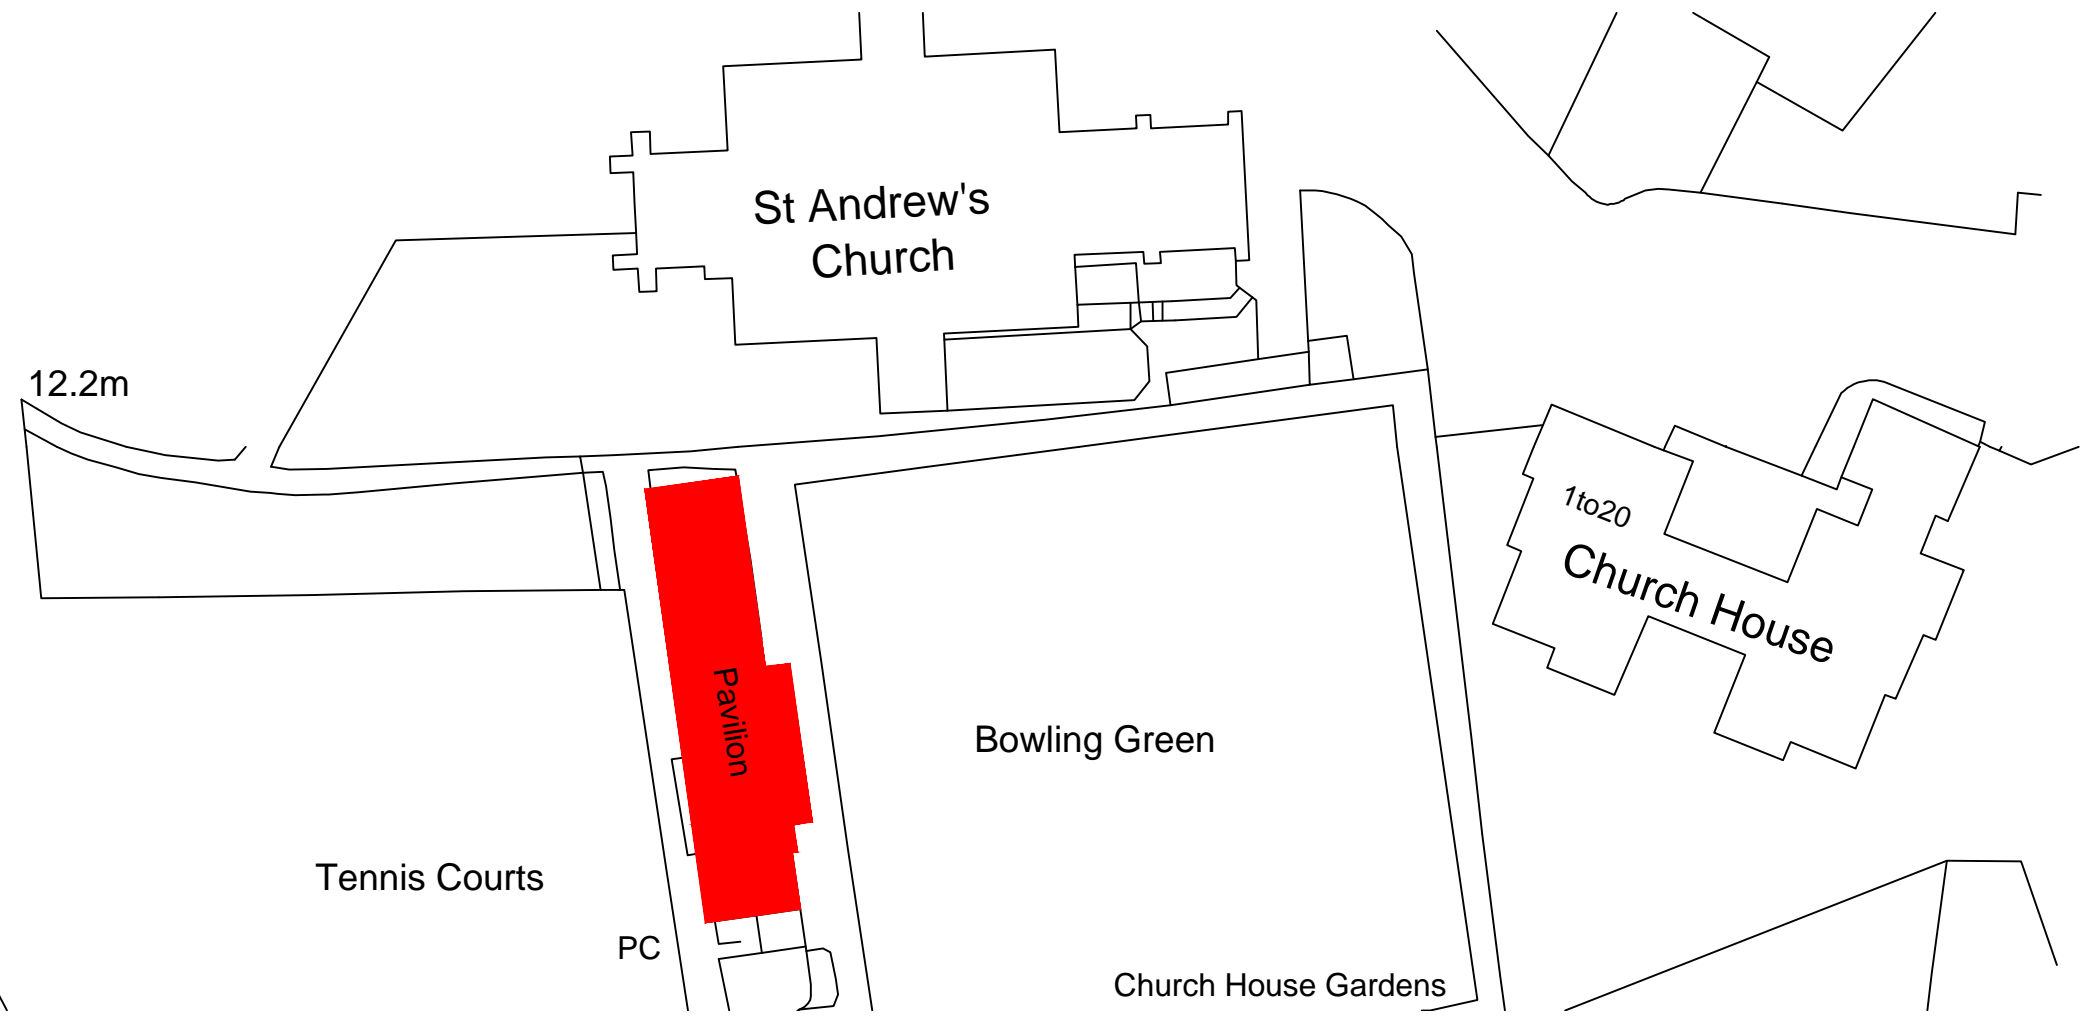 St Andrew's
Church
12.2m
1to20
Church House
Pavilion
Bowling Green
Tennis Courts
PC
Church House Gardens